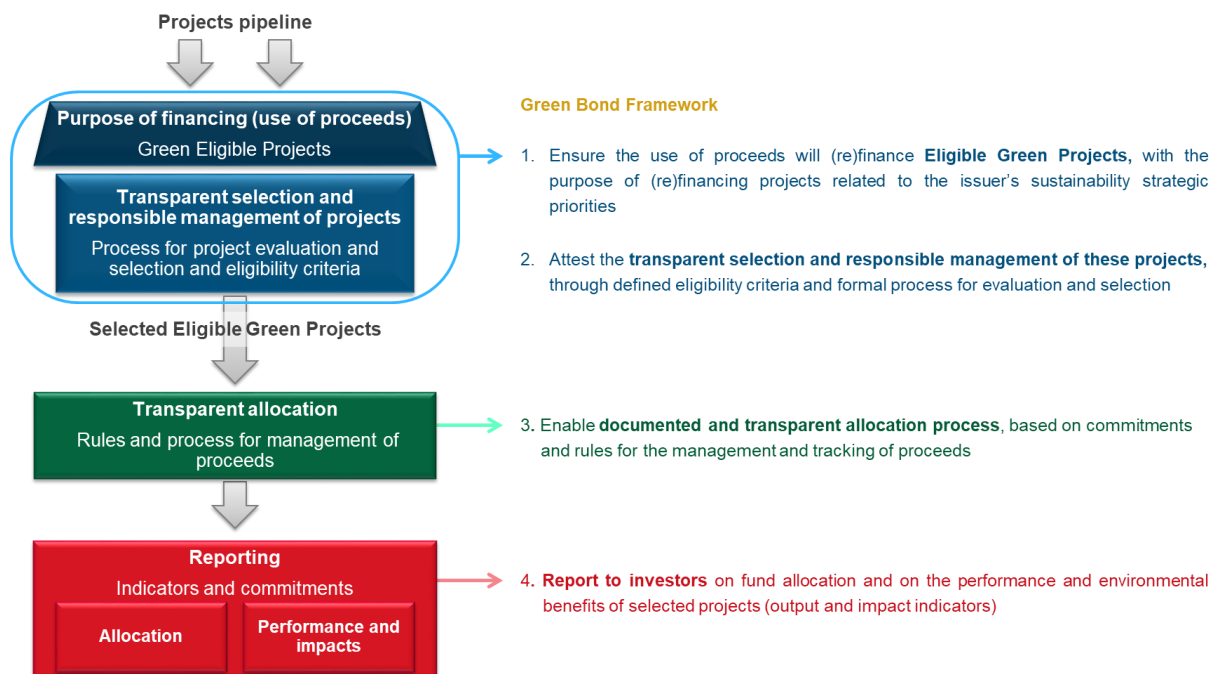 Projects pipeline
Purpose of financing (use of proceeds)
Green Eligible Projects
Transparent selection and
responsible management of projects
Process for project evaluation and
selection and eligibility criteria
Selected Eligible Green Projects
Transparent allocation
Rules and process for management of
proceeds
Reporting
Indicators and commitments
Allocation
Performance and
impacts
Green Bond Framework
1. Ensure the use of proceeds will (re)finance Eligible Green Projects, with the
purpose of (re)financing projects related to the issuer’s sustainability strategic
priorities
2. Attest the transparent selection and responsible management of these projects,
through defined eligibility criteria and formal process for evaluation and selection
3. Enable documented and transparent allocation process, based on commitments
and rules for the management and tracking of proceeds
4. Report to investors on fund allocation and on the performance and environmental
benefits of selected projects (output and impact indicators)